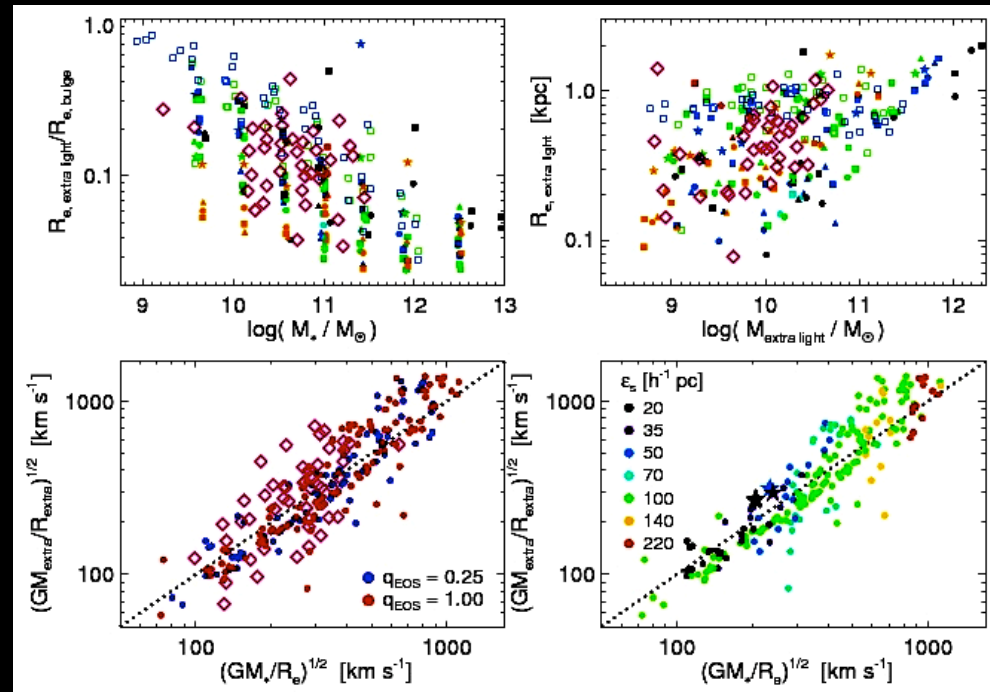 R_e, extra light/R_e, bulge
1.0
0.1
9 10 11 12 13
log( M_* / M_⊙)
R_e, extra light [kpc]
1.0
0.1
9 10 11 12
log( M_extra light / M_⊙)
(GM_extra/R_extra)^1/2 [km s^-1]
1000
100
q_EOS = 0.25
q_EOS = 1.00
100 1000
(GM_*/R_e)^1/2 [km s^-1]
(GM_extra/R_extra)^1/2 [km s^-1]
1000
100
ε_s [h^-1 pc]
20
35
50
70
100
140
220
100 1000
(GM_*/R_e)^1/2 [km s^-1]